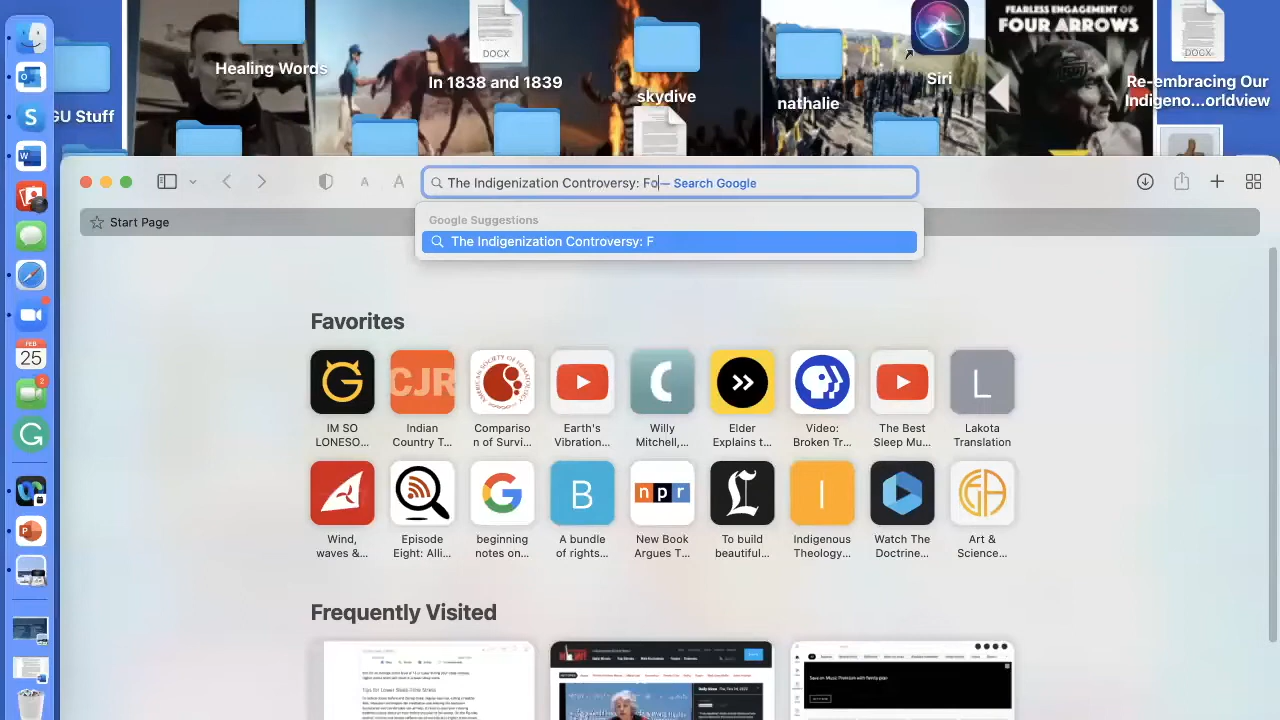 FEARLESS ENGAGEMENT OF
FOUR ARROWS
DOCX
DOCX
Healing Words
In 1838 and 1839
skydive
nathalie
Siri
Re-embracing Our
Indigeno...orldview
GU Stuff
The Indigenization Controversy: Fo — Search Google
Start Page
Google Suggestions
The Indigenization Controversy: F
Favorites
CJR
L
IM SO
LONESO...
Indian
Country T...
Compariso
n of Survi...
Earth's
Vibration...
Willy
Mitchell,...
Elder
Explains t...
Video:
Broken Tr...
The Best
Sleep Mu...
Lakota
Translation
B
npr
L
I
Wind,
waves &...
Episode
Eight: Alli...
beginning
notes on...
A bundle
of rights...
New Book
Argues T...
To build
beautiful...
Indigenous
Theology...
Watch The
Doctrine...
Art &
Science...
Frequently Visited
FEB
25
2